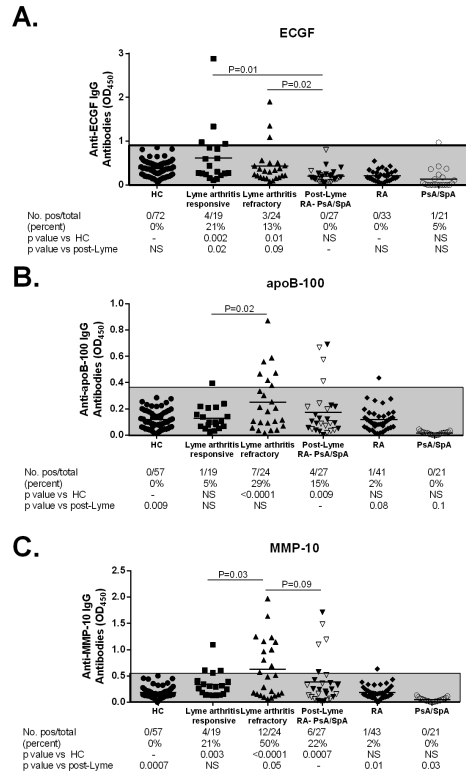 A.
ECGF
Anti-ECGF IgG
Antibodies (OD450)
3
2
1
0
P=0.01
P=0.02
HC Lyme arthritis responsive Lyme arthritis refractory Post-Lyme RA- PsA/SpA RA PsA/SpA
No. pos/total 0/72 4/19 3/24 0/27 0/33 1/21
(percent) 0% 21% 13% 0% 0% 5%
p value vs HC - 0.002 0.01 NS NS
p value vs post-Lyme NS 0.02 0.09 - NS NS
B.
apoB-100
Anti-apoB-100 IgG
Antibodies (OD450)
1.0
0.8
0.6
0.4
0.2
0.0
P=0.02
HC Lyme arthritis responsive Lyme arthritis refractory Post-Lyme RA- PsA/SpA RA PsA/SpA
No. pos/total 0/57 1/19 7/24 4/27 1/41 0/21
(percent) 0% 5% 29% 15% 2% 0%
p value vs HC - NS <0.0001 0.009 NS NS
p value vs post-Lyme 0.009 NS NS - 0.08 0.1
C.
MMP-10
Anti-MMP-10 IgG
Antibodies (OD450)
2.5
2.0
1.5
1.0
0.5
0.0
P=0.03
P=0.09
HC Lyme arthritis responsive Lyme arthritis refractory Post-Lyme RA- PsA/SpA RA PsA/SpA
No. pos/total 0/57 4/19 12/24 6/27 1/43 0/21
(percent) 0% 21% 50% 22% 2% 0%
p value vs HC - 0.003 <0.0001 0.0007 NS NS
p value vs post-Lyme 0.0007 NS 0.05 - 0.01 0.03